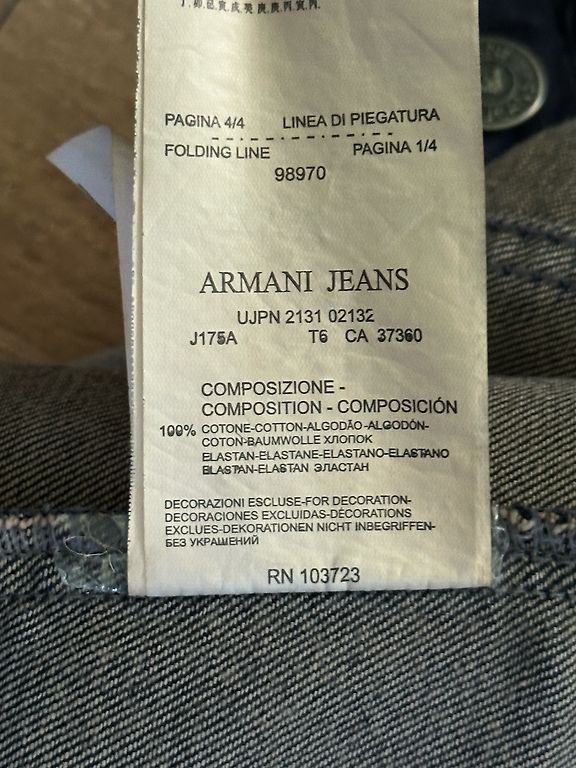 PAGINA 4/4 LINEA DI PIEGATURA
FOLDING LINE PAGINA 1/4
98970
ARMANI JEANS
UJPN 2131 02132
J175A T6 CA 37360
COMPOSIZIONE -
COMPOSITION - COMPOSICIÓN
100% COTONE-COTTON-ALGODÃO-ALGODÓN-
COTON-BAUMWOLLE ХЛОПОК
ELASTAN-ELASTANE-ELASTANO-ELASTANO
ELASTAN-ELASTAN ЭЛАСТАН
DECORAZIONI ESCLUSE-FOR DECORATION-
DECORACIONES EXCLUIDAS-DÉCORATIONS
EXCLUES-DEKORATIONEN NICHT INBEGRIFFEN-
БЕЗ УКРАШЕНИЙ
RN 103723